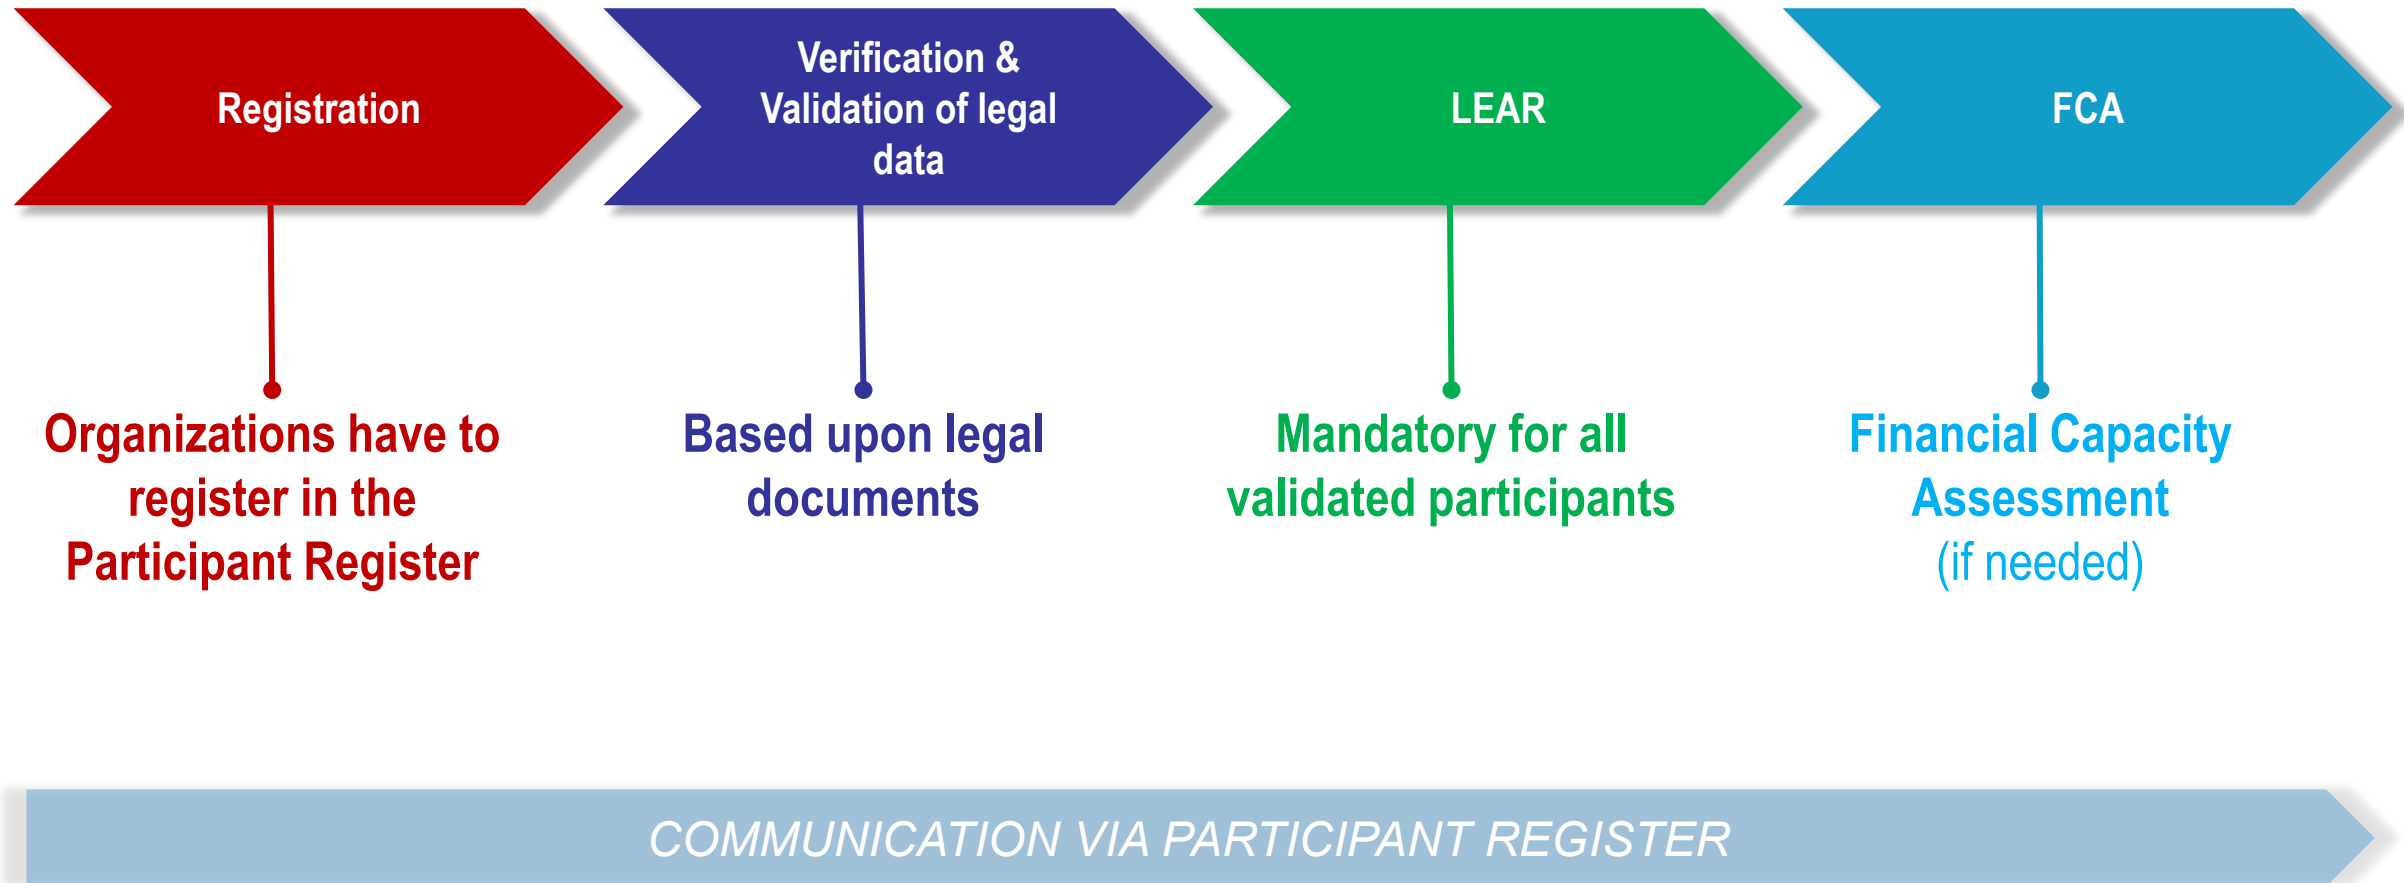 Registration
Verification &
Validation of legal
data
LEAR
FCA
Organizations have to
register in the
Participant Register
Based upon legal
documents
Mandatory for all
validated participants
Financial Capacity
Assessment
(if needed)
COMMUNICATION VIA PARTICIPANT REGISTER